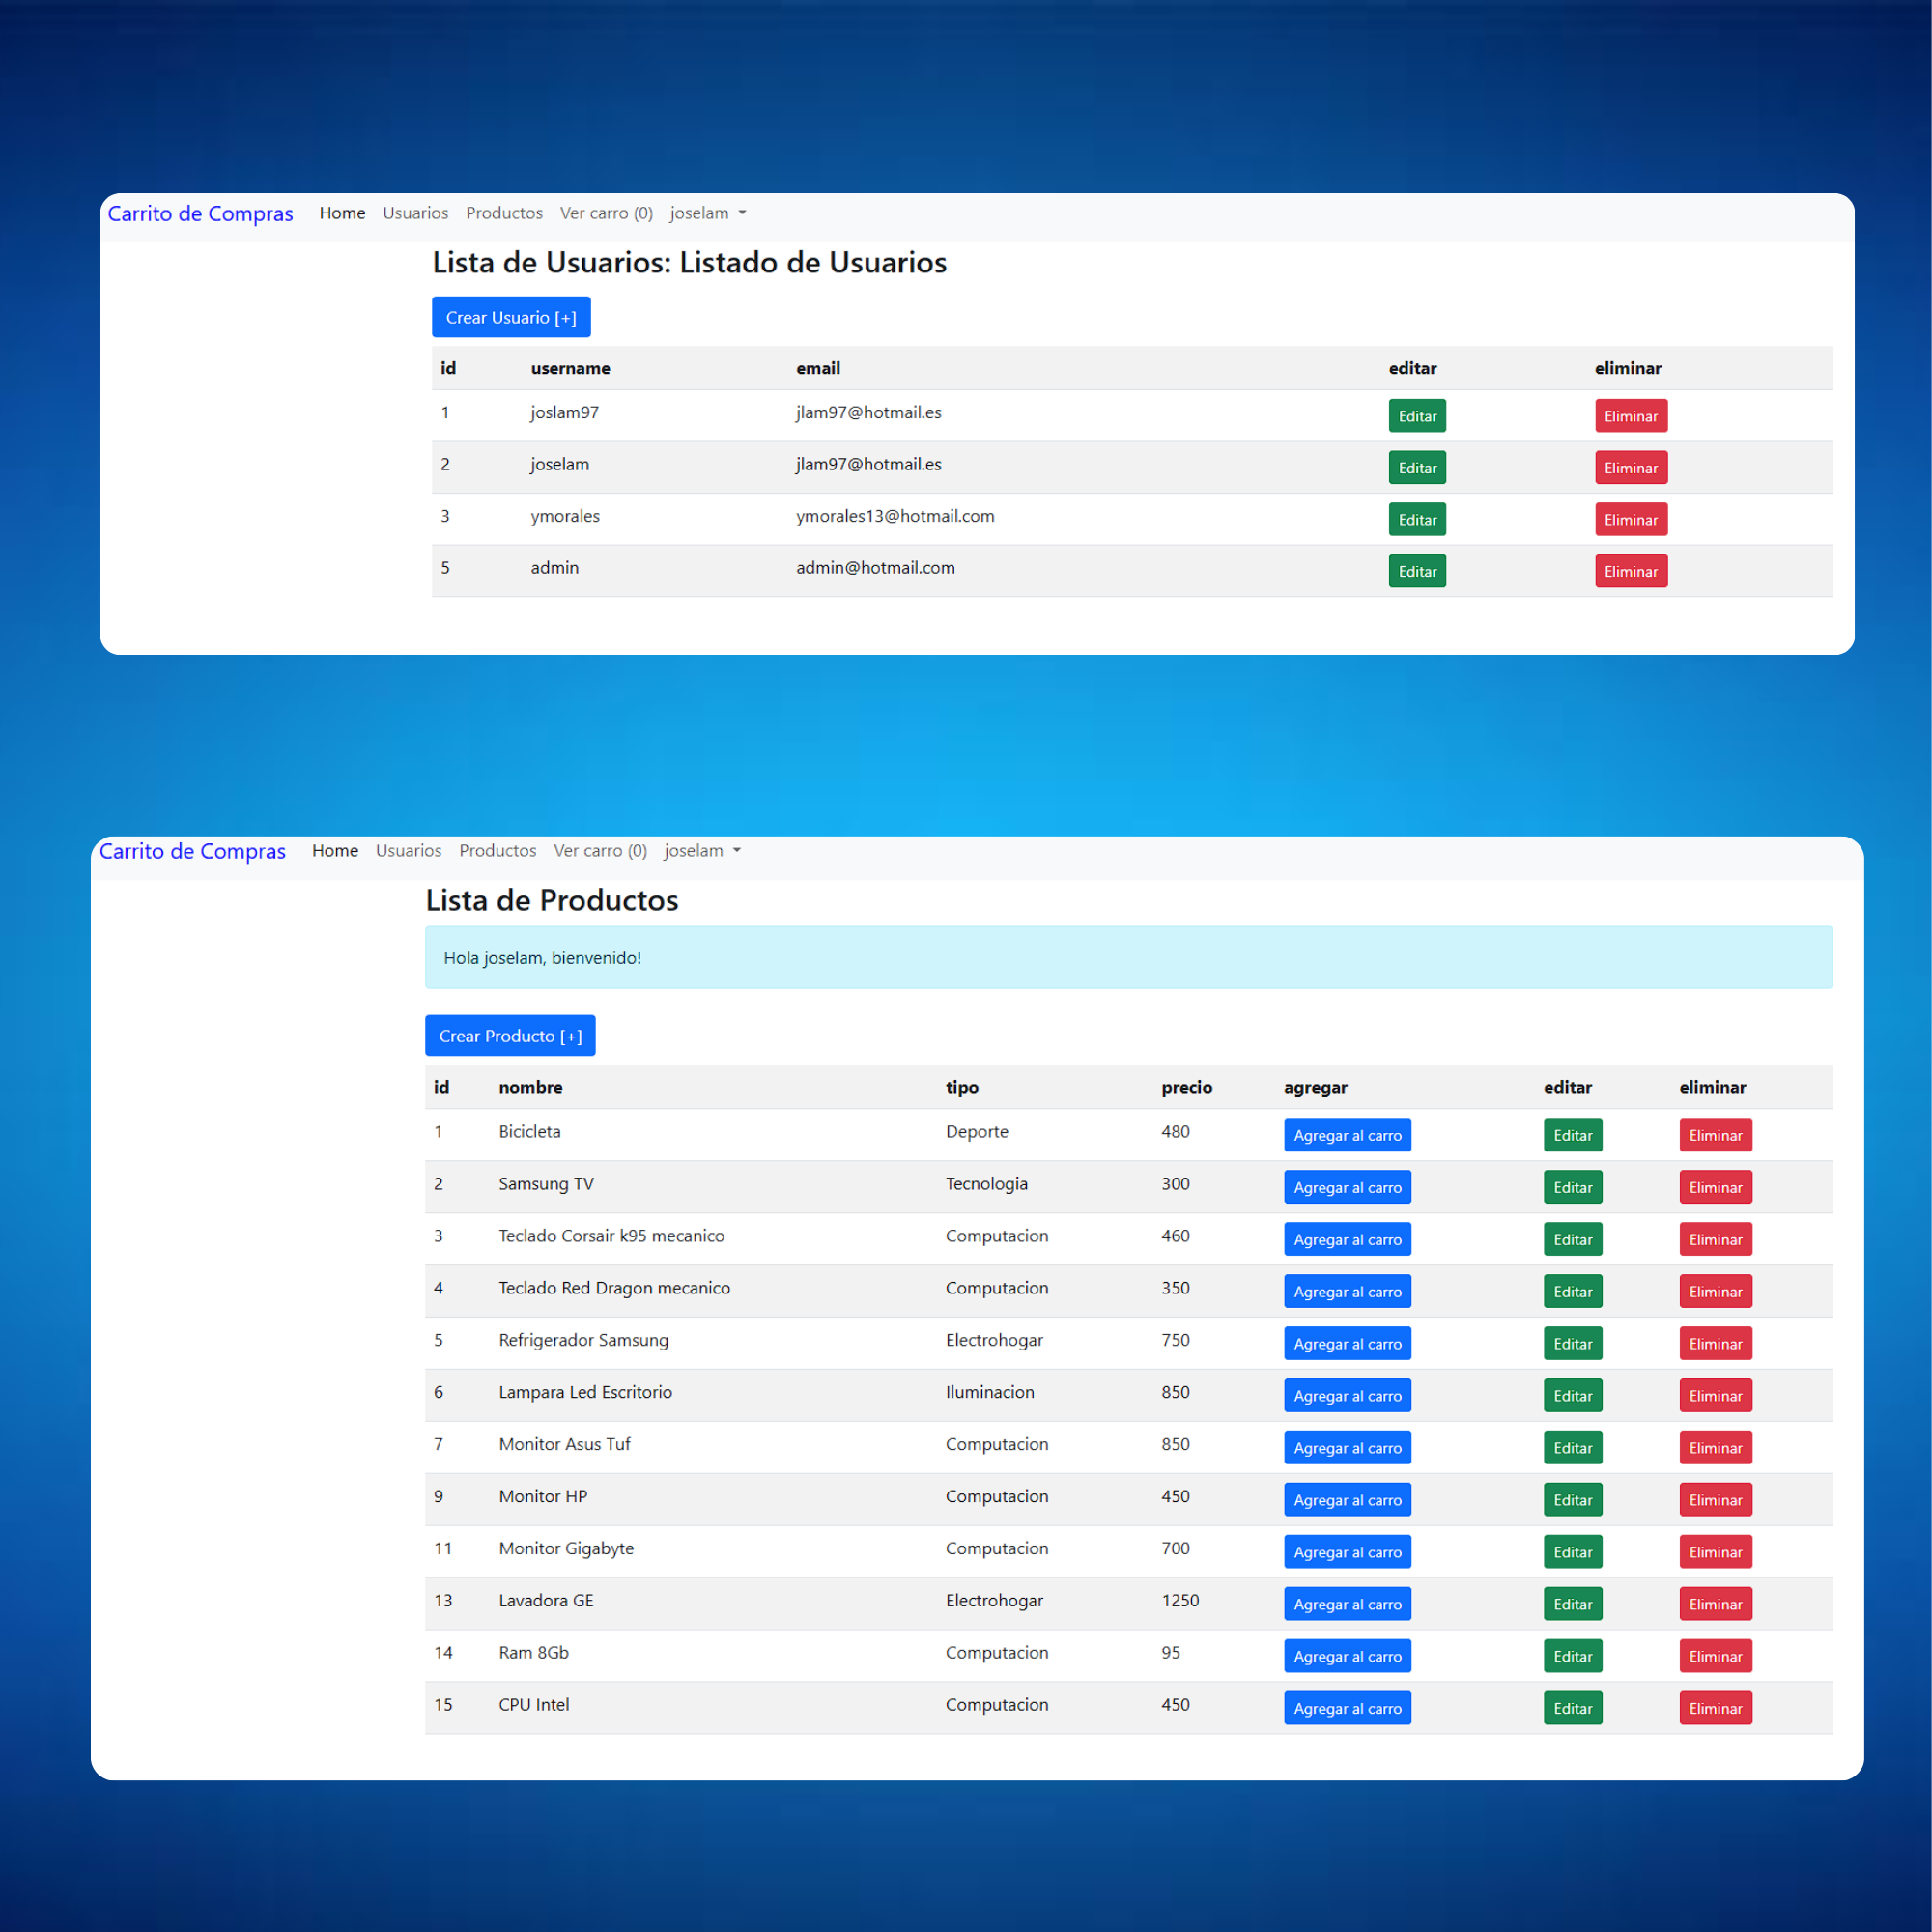 Carrito de Compras Home Usuarios Productos Ver carro (0) joselam
Lista de Usuarios: Listado de Usuarios
Crear Usuario [+]
id username email editar eliminar
1 joslam97 jlam97@hotmail.es Editar Eliminar
2 joselam jlam97@hotmail.es Editar Eliminar
3 ymorales ymorales13@hotmail.com Editar Eliminar
5 admin admin@hotmail.com Editar Eliminar
Carrito de Compras Home Usuarios Productos Ver carro (0) joselam
Lista de Productos
Hola joselam, bienvenido!
Crear Producto [+]
id nombre tipo precio agregar editar eliminar
1 Bicicleta Deporte 480 Agregar al carro Editar Eliminar
2 Samsung TV Tecnologia 300 Agregar al carro Editar Eliminar
3 Teclado Corsair k95 mecanico Computacion 460 Agregar al carro Editar Eliminar
4 Teclado Red Dragon mecanico Computacion 350 Agregar al carro Editar Eliminar
5 Refrigerador Samsung Electrohogar 750 Agregar al carro Editar Eliminar
6 Lampara Led Escritorio Iluminacion 850 Agregar al carro Editar Eliminar
7 Monitor Asus Tuf Computacion 850 Agregar al carro Editar Eliminar
9 Monitor HP Computacion 450 Agregar al carro Editar Eliminar
11 Monitor Gigabyte Computacion 700 Agregar al carro Editar Eliminar
13 Lavadora GE Electrohogar 1250 Agregar al carro Editar Eliminar
14 Ram 8Gb Computacion 95 Agregar al carro Editar Eliminar
15 CPU Intel Computacion 450 Agregar al carro Editar Eliminar